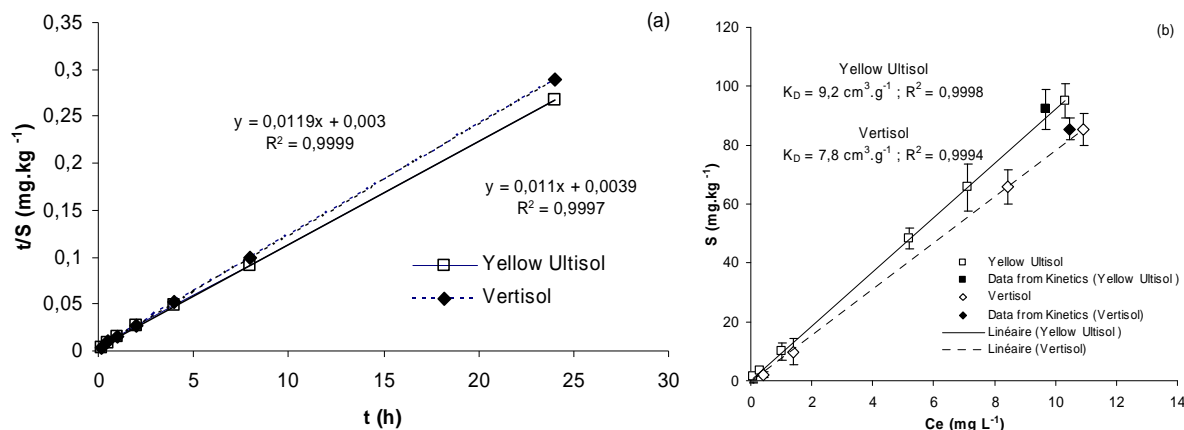 (a)
0,35
0,3
0,25
0,2
0,15
0,1
0,05
0
t/S (mg.kg⁻¹)
y = 0,0119x + 0,003
R² = 0,9999
y = 0,011x + 0,0039
R² = 0,9997
Yellow Ultisol
Vertisol
0 5 10 15 20 25 30
t (h)
(b)
120
100
80
60
40
20
0
S (mg.kg⁻¹)
Yellow Ultisol
K_D = 9,2 cm³.g⁻¹ ; R² = 0,9998
Vertisol
K_D = 7,8 cm³.g⁻¹ ; R² = 0,9994
Yellow Ultisol
Data from Kinetics (Yellow Ultisol )
Vertisol
Data from Kinetics (Vertisol)
Linéaire (Yellow Ultisol )
Linéaire (Vertisol)
0 2 4 6 8 10 12 14
Ce (mg L⁻¹)